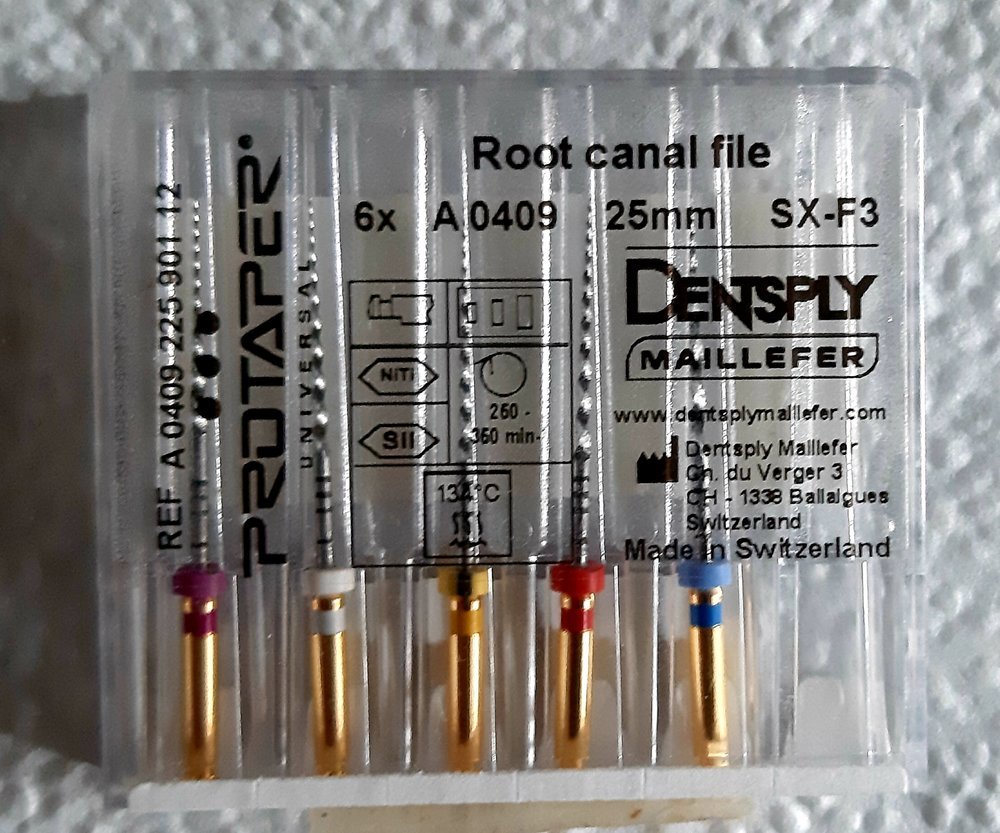 REF A 0409 225 901 12
PROTAPER
UNIVERSAL
Root canal file
6x A 0409 25mm SX-F3
NiTi
250 -
350 min-
SII
134°C
DENTSPLY
MAILLEFER
www.dentsplymaillefer.com
Dentsply Maillefer
Ch. du Verger 3
CH - 1338 Ballaigues
Switzerland
Made in Switzerland